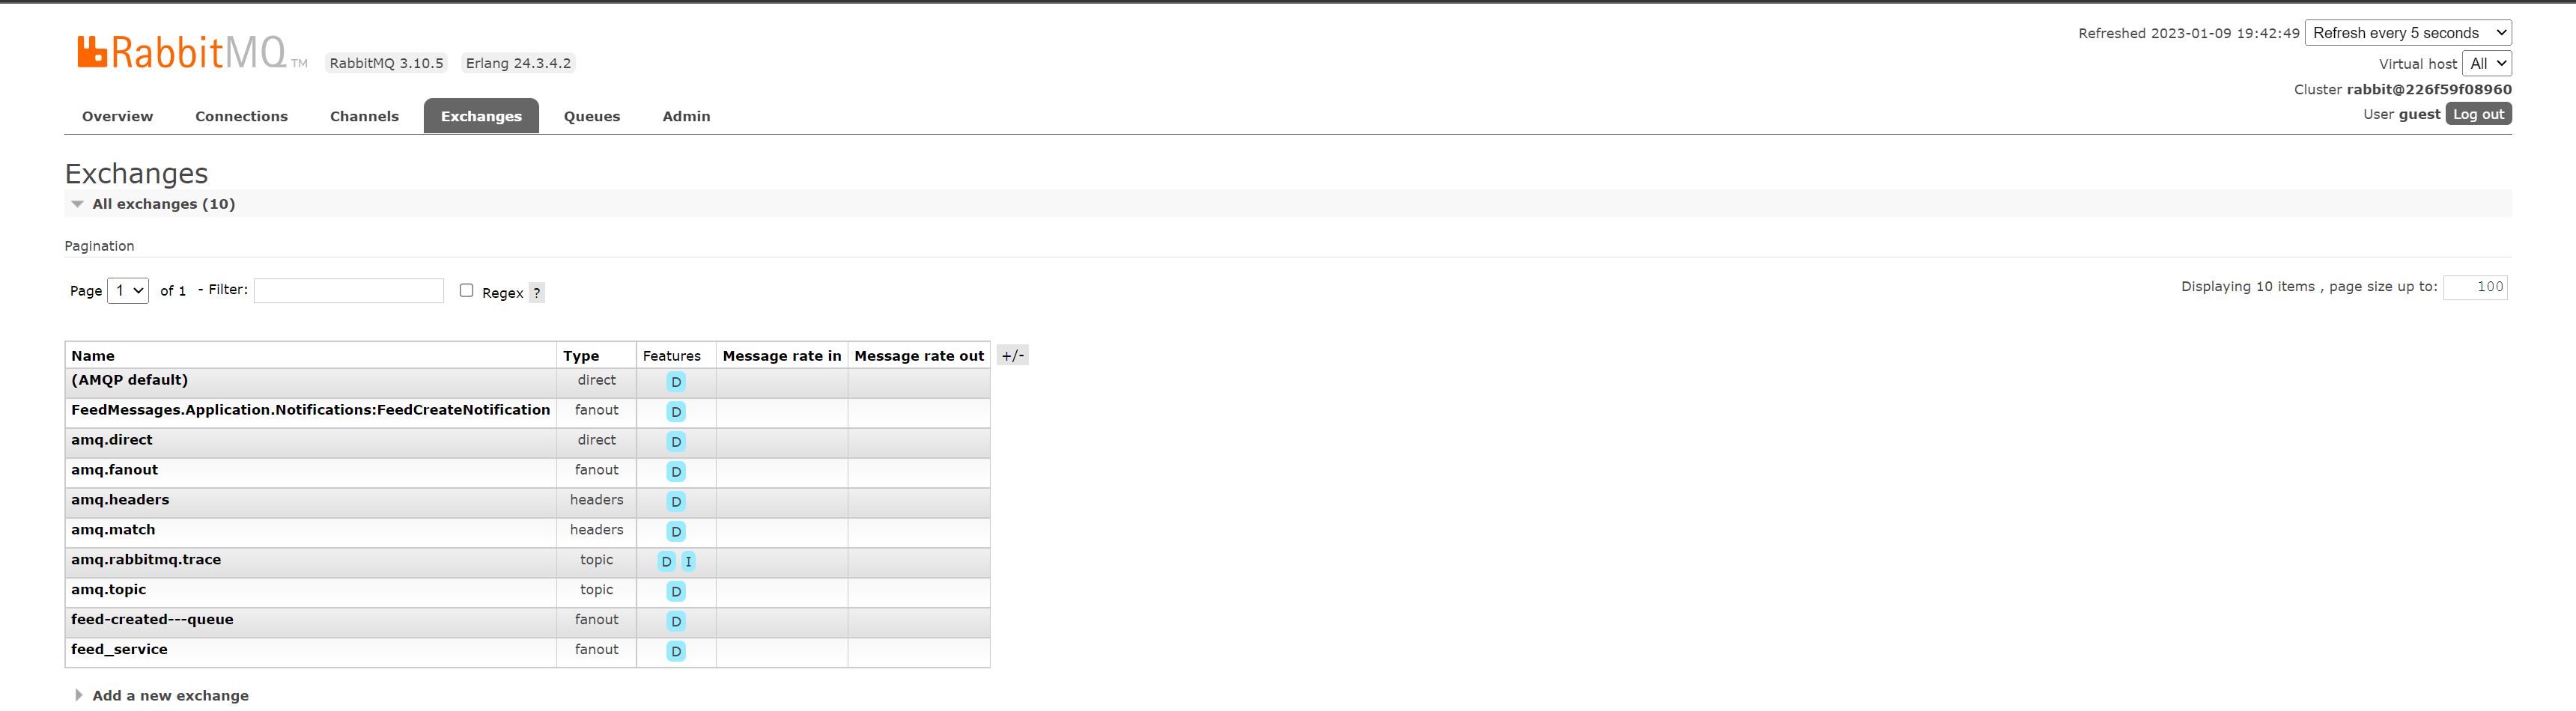 RabbitMQ TM RabbitMQ 3.10.5 Erlang 24.3.4.2
Refreshed 2023-01-09 19:42:49 Refresh every 5 seconds
Virtual host All
Cluster rabbit@226f59f08960
User guest Log out
Overview Connections Channels Exchanges Queues Admin
Exchanges
All exchanges (10)
Pagination
Page 1 of 1 - Filter: Regex ?
Displaying 10 items , page size up to: 100
Name Type Features Message rate in Message rate out +/-
(AMQP default) direct D
FeedMessages.Application.Notifications:FeedCreateNotification fanout D
amq.direct direct D
amq.fanout fanout D
amq.headers headers D
amq.match headers D
amq.rabbitmq.trace topic D I
amq.topic topic D
feed-created---queue fanout D
feed_service fanout D
Add a new exchange